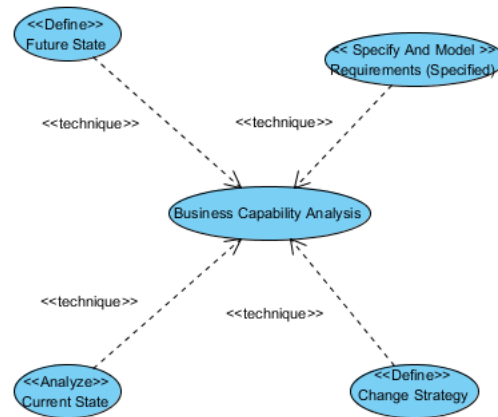 <<Define>>
Future State
<< Specify And Model >>
Requirements (Specified)
<<technique>>
<<technique>>
Business Capability Analysis
<<technique>>
<<technique>>
<<Analyze>>
Current State
<<Define>>
Change Strategy